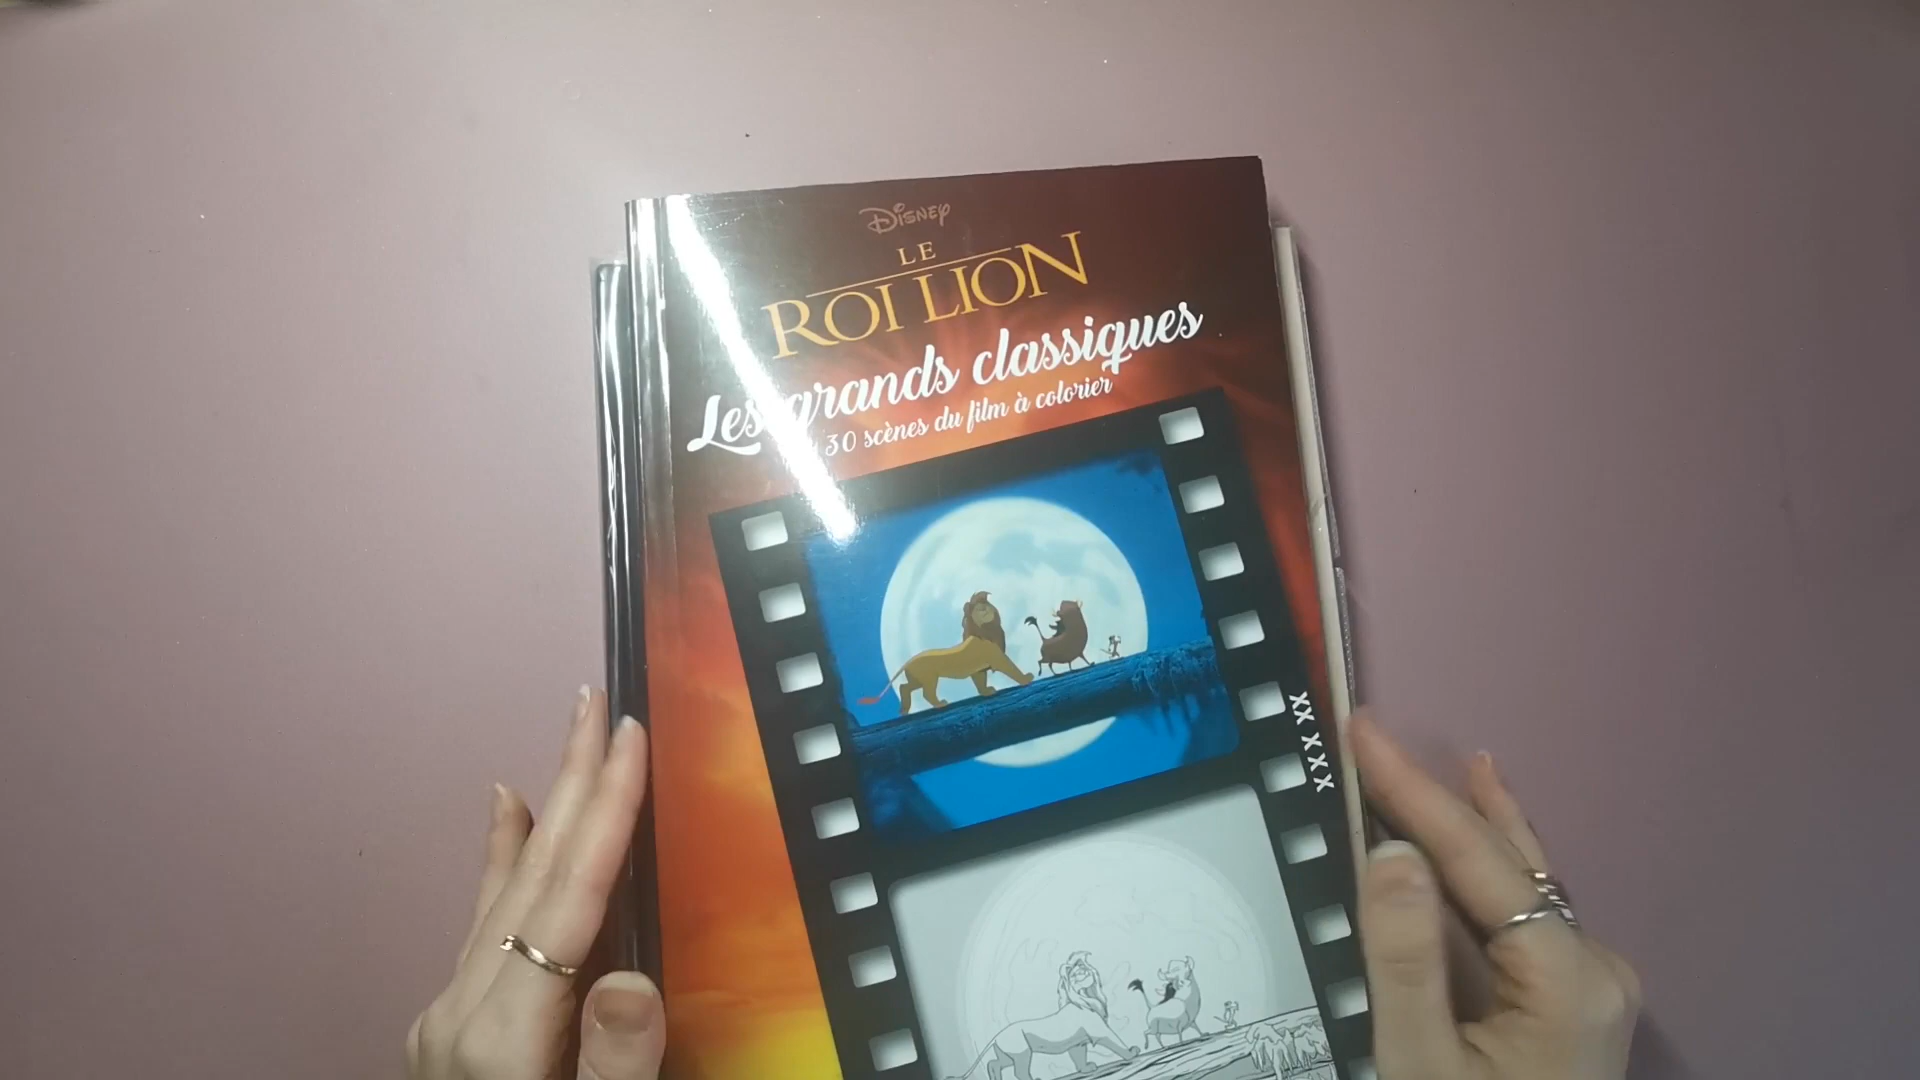 Disney
LE
ROI LION
Les grands classiques
30 scènes du film à colorier
XX XXX